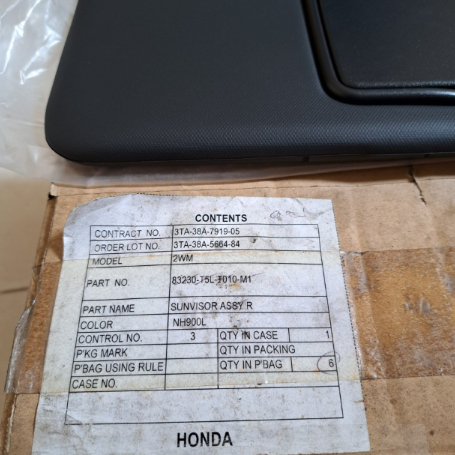 CONTENTS
CONTRACT NO. 3TA-38A-7919-05
ORDER LOT NO. 3TA-38A-5664-84
MODEL 2WM
PART NO. 83230-T5L-T010-M1
PART NAME SUNVISOR ASSY R
COLOR NH900L
CONTROL NO. 3 QTY IN CASE 1
P'KG MARK QTY IN PACKING
P'BAG USING RULE QTY IN P'BAG 6
CASE NO.
HONDA